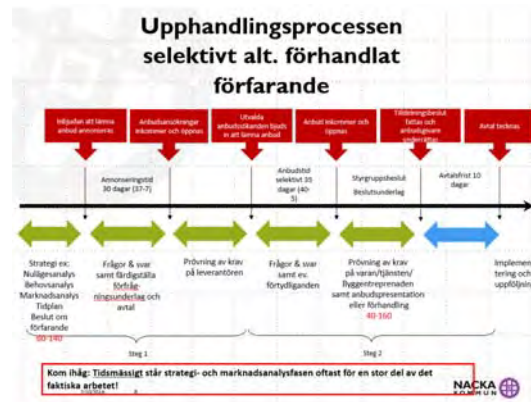 Upphandlingsprocessen
selektivt alt. förhandlat
förfarande
Inbjudan att lämna
anbud annonseras
Anbudsansökningar
inkommer och öppnas
Utvalda
anbudssökanden bjuds
in att lämna anbud
Anbud inkommer och
öppnas
Tilldelningsbeslut
fattas och
anbudsgivare
underrättas
Avtal tecknas
Annonseringstid
30 dagar (37-7)
Anbudstid
selektivt 35
dagar (40-
5)
Styrgruppsbeslut
Beslutsunderlag
Avtalsfrist 10
dagar
Strategi ex:
Nulägesanalys
Behovsanalys
Marknadsanalys
Tidplan
Beslut om
förfarande
60-140
Frågor & svar
samt färdigställa
förfråg-
ningsunderlag och
avtal
Prövning av krav
på leverantören
Frågor & svar
samt ev.
förtydliganden
Prövning av krav
på varan/tjänsten/
Byggentreprenaden
samt anbudspresentation
eller förhandling
40-160
Implemen-
tering och
uppföljnin
Steg 1
Steg 2
Kom ihåg: Tidsmässigt står strategi- och marknadsanalysfasen oftast för en stor del av det
faktiska arbetet!
NACKA
KOMMUN